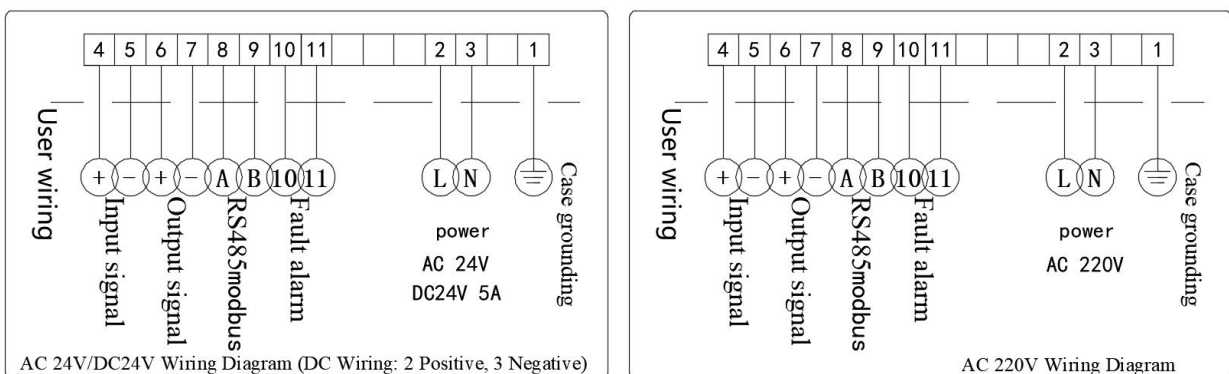 4 5 6 7 8 9 10 11 2 3 1
User wiring
+ - + - A B 10 11 L N
Input signal
Output signal
RS485modbus
Fault alarm
power
AC 24V
DC24V 5A
Case grounding
AC 24V/DC24V Wiring Diagram (DC Wiring: 2 Positive, 3 Negative)
4 5 6 7 8 9 10 11 2 3 1
User wiring
+ - + - A B 10 11 L N
Input signal
Output signal
RS485modbus
Fault alarm
power
AC 220V
Case grounding
AC 220V Wiring Diagram